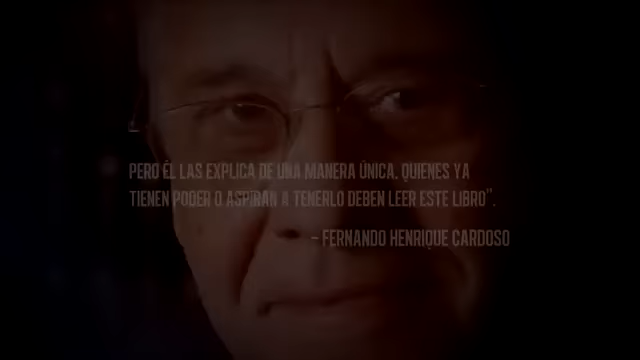 PERO ÉL LAS EXPLICA DE UNA MANERA ÚNICA. QUIENES YA
TIENEN PODER O ASPIRAN A TENERLO DEBEN LEER ESTE LIBRO”.
– FERNANDO HENRIQUE CARDOSO